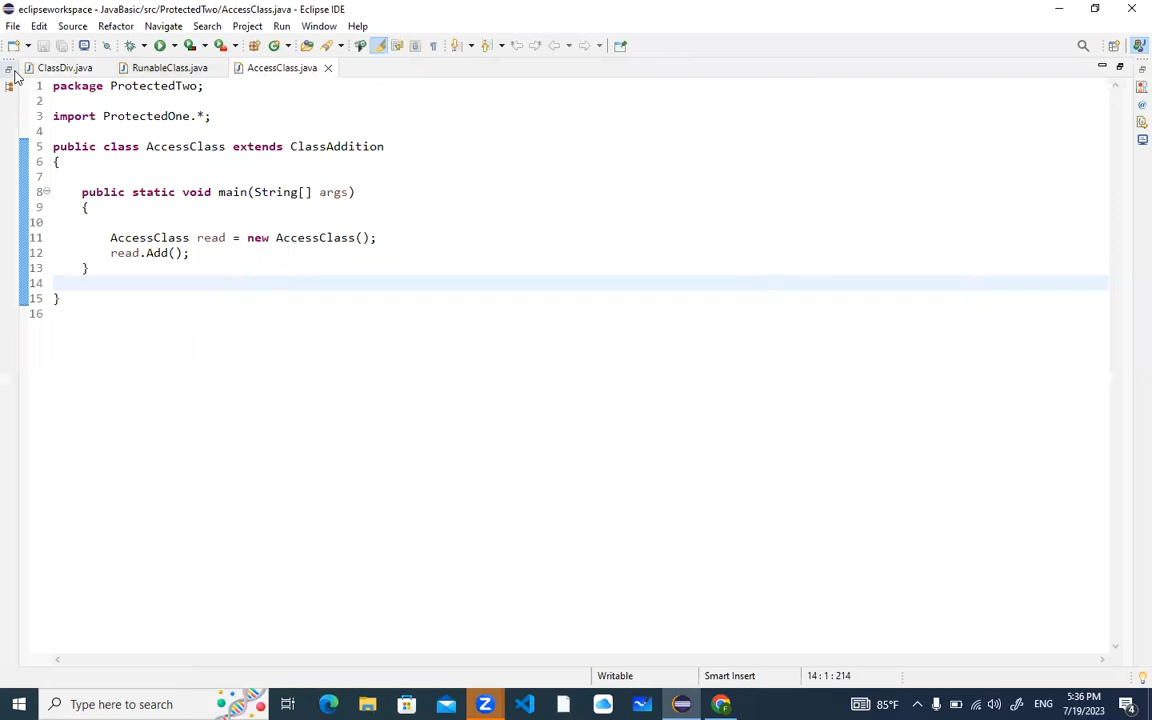 eclipseworkspace - JavaBasic/src/ProtectedTwo/AccessClass.java - Eclipse IDE
File Edit Source Refactor Navigate Search Project Run Window Help
ClassDiv.java RunableClass.java AccessClass.java
1 package ProtectedTwo;
2
3 import ProtectedOne.*;
4
5 public class AccessClass extends ClassAddition
6 {
7
8 public static void main(String[] args)
9 {
10
11 AccessClass read = new AccessClass();
12 read.Add();
13 }
14
15 }
16
Writable Smart Insert 14 : 1 : 214
Type here to search 85°F ENG 5:36 PM
7/19/2023 4